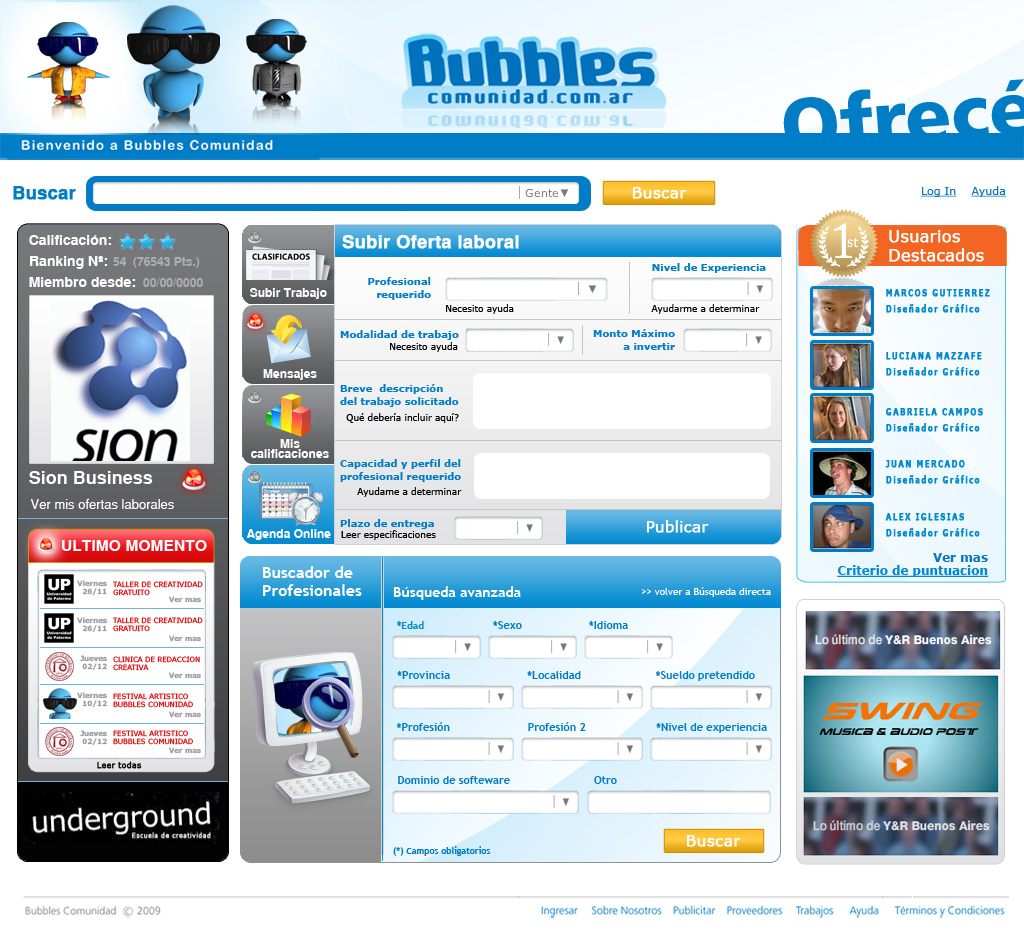 Bubbles
comunidad.com.ar
Ofrecé
Bienvenido a Bubbles Comunidad
Buscar
Gente
Buscar
Log In
Ayuda
Calificación:
Ranking Nª: 54 (76543 Pts.)
Miembro desde: 00/00/0000
sion
Sion Business
Ver mis ofertas laborales
ULTIMO MOMENTO
UP
Universidad
de Palermo
Viernes
26/11
TALLER DE CREATIVIDAD
GRATUITO
Ver mas
UP
Universidad
de Palermo
Viernes
26/11
TALLER DE CREATIVIDAD
GRATUITO
Ver mas
Jueves
02/12
CLINICA DE REDACCION
CREATIVA
Ver mas
Viernes
10/12
FESTIVAL ARTISTICO
BUBBLES COMUNIDAD
Ver mas
Jueves
02/12
FESTIVAL ARTISTICO
BUBBLES COMUNIDAD
Ver mas
Leer todas
underground
Escuela de creatividad
CLASIFICADOS
Subir Trabajo
Mensajes
Mis
calificaciones
Agenda Online
Subir Oferta laboral
Profesional
requerido
Necesito ayuda
Nivel de Experiencia
Ayudarme a determinar
Modalidad de trabajo
Necesito ayuda
Monto Máximo
a invertir
Breve descripción
del trabajo solicitado
Qué debería incluir aquí?
Capacidad y perfil del
profesional requerido
Ayudarme a determinar
Plazo de entrega
Leer especificaciones
Publicar
Buscador de
Profesionales
Búsqueda avanzada
>> volver a Búsqueda directa
*Edad
*Sexo
*Idioma
*Provincia
*Localidad
*Sueldo pretendido
*Profesión
Profesión 2
*Nivel de experiencia
Dominio de softeware
Otro
(*) Campos obligatorios
Buscar
1st
Usuarios
Destacados
MARCOS GUTIERREZ
Diseñador Gráfico
LUCIANA MAZZAFE
Diseñador Gráfico
GABRIELA CAMPOS
Diseñador Gráfico
JUAN MERCADO
Diseñador Gráfico
ALEX IGLESIAS
Diseñador Gráfico
Ver mas
Criterio de puntuacion
Lo último de Y&R Buenos Aires
SWING
MUSICA & AUDIO POST
Lo último de Y&R Buenos Aires
Bubbles Comunidad © 2009
Ingresar
Sobre Nosotros
Publicitar
Proveedores
Trabajos
Ayuda
Términos y Condiciones